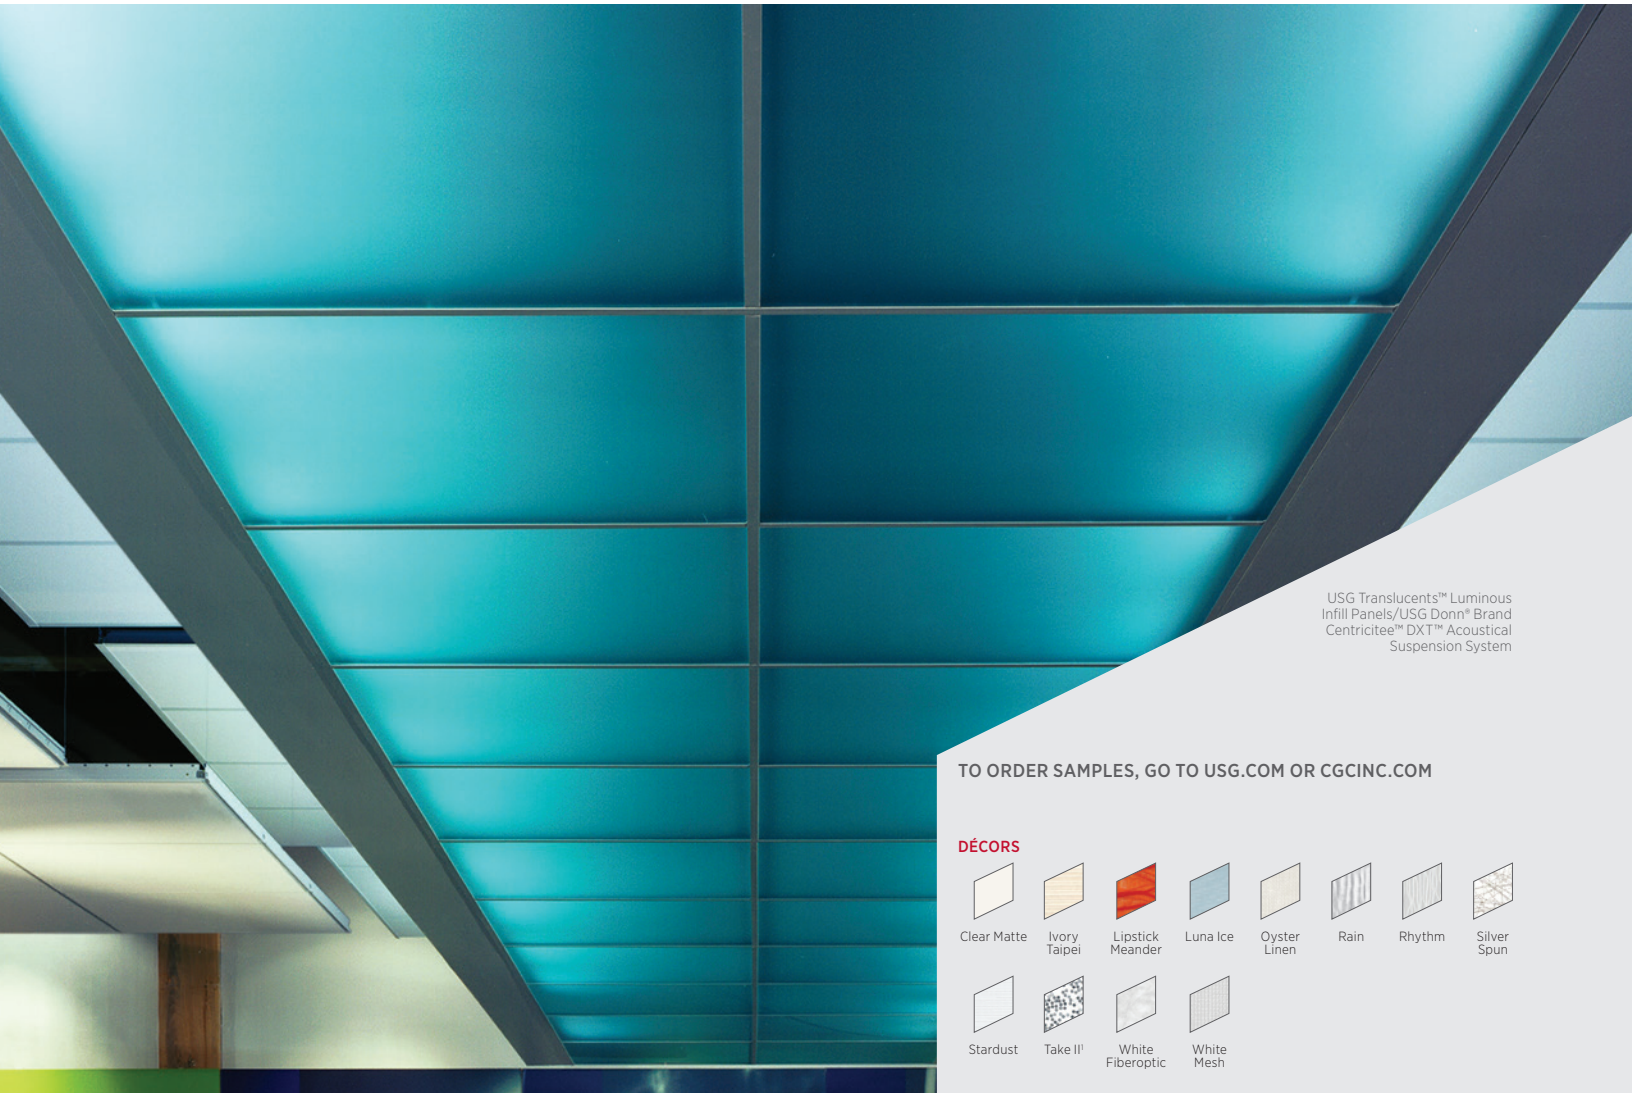 USG Translucents™ Luminous
Infill Panels/USG Donn® Brand
Centricitee™ DXT™ Acoustical
Suspension System
TO ORDER SAMPLES, GO TO USG.COM OR CGCINC.COM
DÉCORS
Clear Matte
Ivory
Taipei
Lipstick
Meander
Luna Ice
Oyster
Linen
Rain
Rhythm
Silver
Spun
Stardust
Take II¹
White
Fiberoptic
White
Mesh